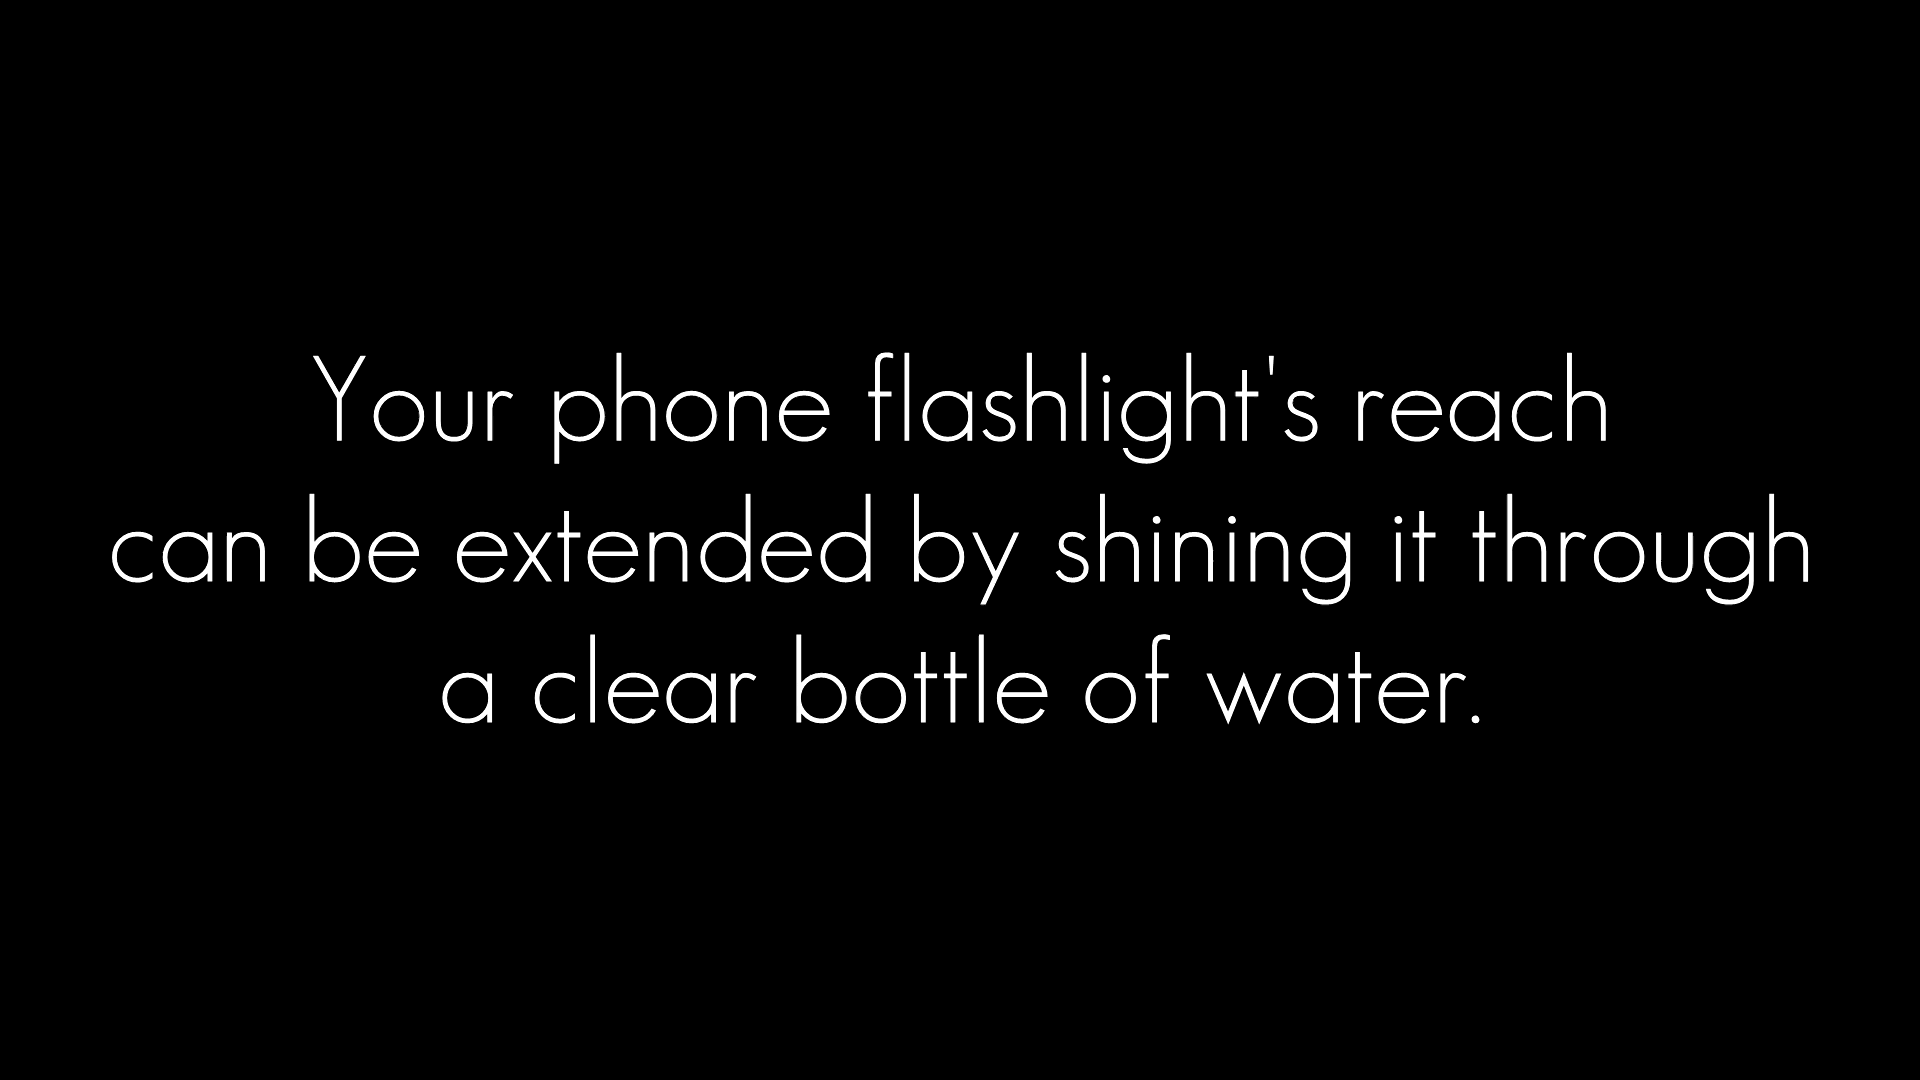 Your phone flashlight's reach
can be extended by shining it through
a clear bottle of water.